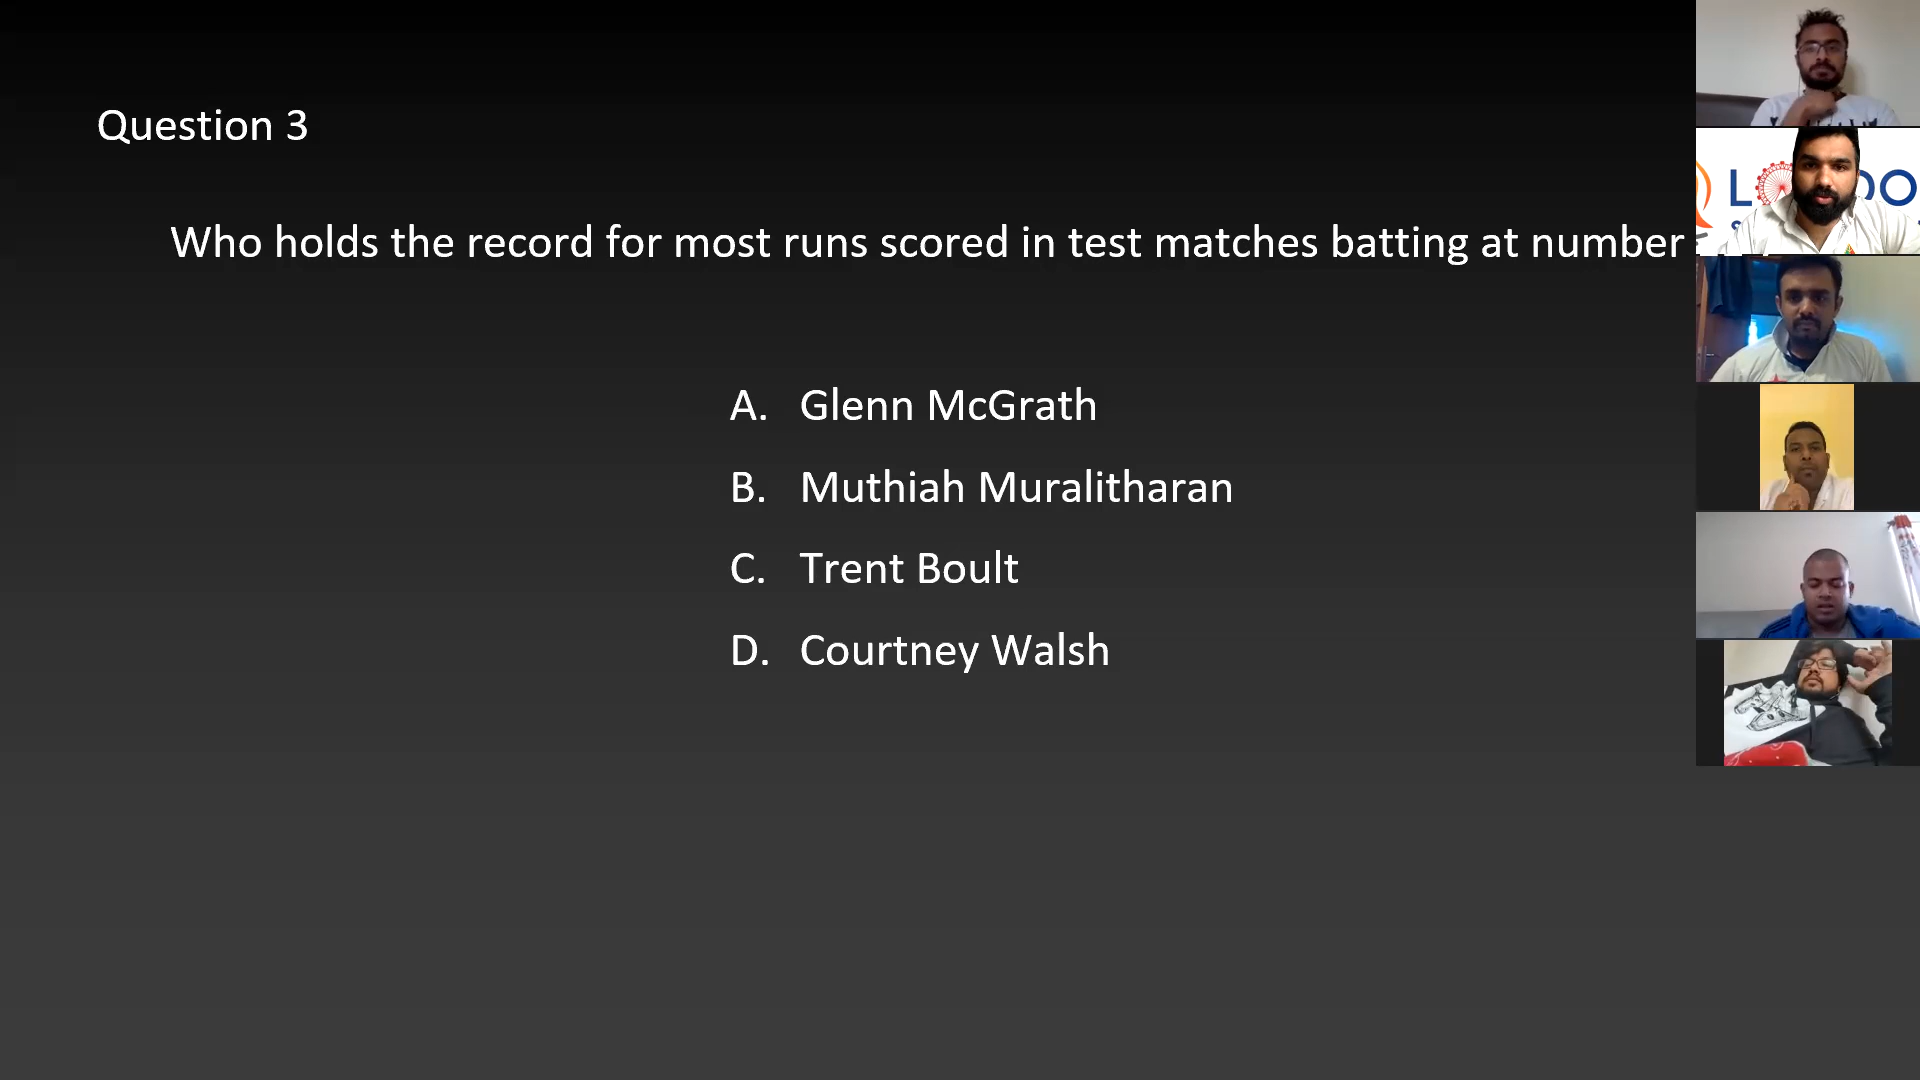 Question 3
Who holds the record for most runs scored in test matches batting at number
A. Glenn McGrath
B. Muthiah Muralitharan
C. Trent Boult
D. Courtney Walsh